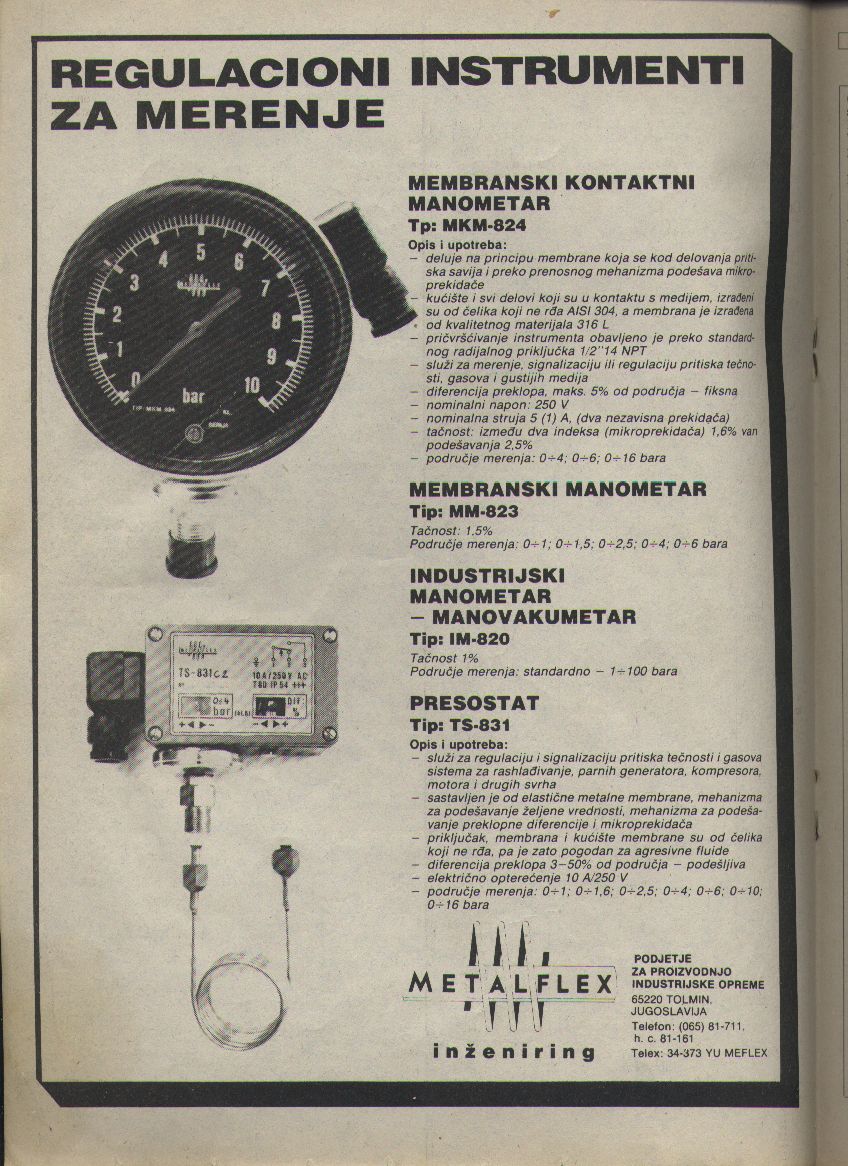 REGULACIONI INSTRUMENTI
ZA MERENJE
MEMBRANSKI KONTAKTNI
MANOMETAR
Tp: MKM-824
Opis i upotreba:
— deluje na principu membrane koja se kod delovanja priti-
ska savija i preko prenosnog mehanizma podešava mikro-
prekidače
— kućište i svi delovi koji su u kontaktu s medijem, izrađeni
su od čelika koji ne rđa AISI 304, a membrana je izrađena
od kvalitetnog materijala 316 L
— pričvršćivanje instrumenta obavljeno je preko standard-
nog radijalnog priključka 1/2"14 NPT
— služi za merenje, signalizaciju ili regulaciju pritiska tečno-
sti, gasova i gustijih medija
— diferencija preklopa, maks. 5% od područja — fiksna
— nominalni napon: 250 V
— nominalna struja 5 (1) A, (dva nezavisna prekidača)
— tačnost: između dva indeksa (mikroprekidača) 1,6% van
podešavanja 2,5%
— područje merenja: 0÷4; 0÷6; 0÷16 bara
MEMBRANSKI MANOMETAR
Tip: MM-823
Tačnost: 1,5%
Područje merenja: 0÷1; 0÷1,5; 0÷2,5; 0÷4; 0÷6 bara
INDUSTRIJSKI
MANOMETAR
— MANOVAKUMETAR
Tip: IM-820
Tačnost 1%
Područje merenja: standardno — 1÷100 bara
PRESOSTAT
Tip: TS-831
Opis i upotreba:
— služi za regulaciju i signalizaciju pritiska tečnosti i gasova
sistema za rashlađivanje, parnih generatora, kompresora,
motora i drugih svrha
— sastavljen je od elastične metalne membrane, mehanizma
za podešavanje željene vrednosti, mehanizma za podeša-
vanje preklopne diferencije i mikroprekidača
— priključak, membrana i kućište membrane su od čelika
koji ne rđa, pa je zato pogodan za agresivne fluide
— diferencija preklopa 3—50% od područja — podešljiva
— električno opterećenje 10 A/250 V
— područje merenja: 0÷1; 0÷1,6; 0÷2,5; 0÷4; 0÷6; 0÷10;
0÷16 bara
0 1 2 3 4 5 6 7 8 9 10
bar
TIP: MKM 824
TS-831
10A/250V AC
T80 IP54
0±4
bar
DIF
%
METALFLEX
inženiring
PODJETJE
ZA PROIZVODNJO
INDUSTRIJSKE OPREME
65220 TOLMIN,
JUGOSLAVIJA
Telefon: (065) 81-711,
h. c. 81-161
Telex: 34-373 YU MEFLEX